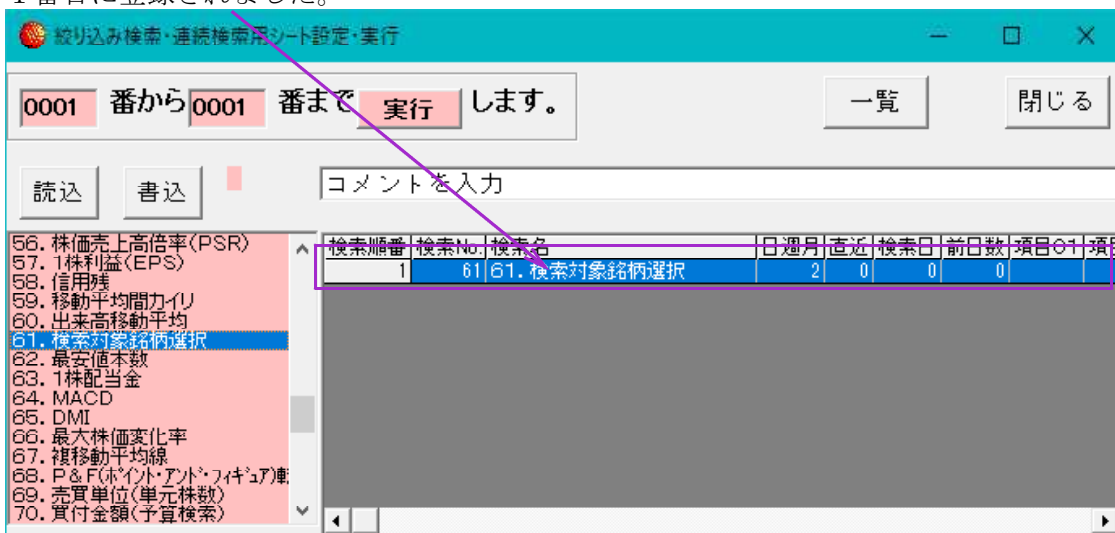 1番目に登録されました。
絞り込み検索・連続検索用シート設定・実行
0001 番から 0001 番まで 実行 します。
一覧 閉じる
読込 書込
コメントを入力
56. 株価売上高倍率(PSR)
57. 1株利益(EPS)
58. 信用残
59. 移動平均間カイリ
60. 出来高移動平均
61. 検索対象銘柄選択
62. 最安値本数
63. 1株配当金
64. MACD
65. DMI
66. 最大株価変化率
67. 複移動平均線
68. P&F(ポイント・アンド・フィギュア)転
69. 売買単位(単元株数)
70. 買付金額(予算検索)
検索順番 検索No. 検索名 日週月 直近 検索日 前日数 項目01 項目
1 61 61. 検索対象銘柄選択 2 0 0 0